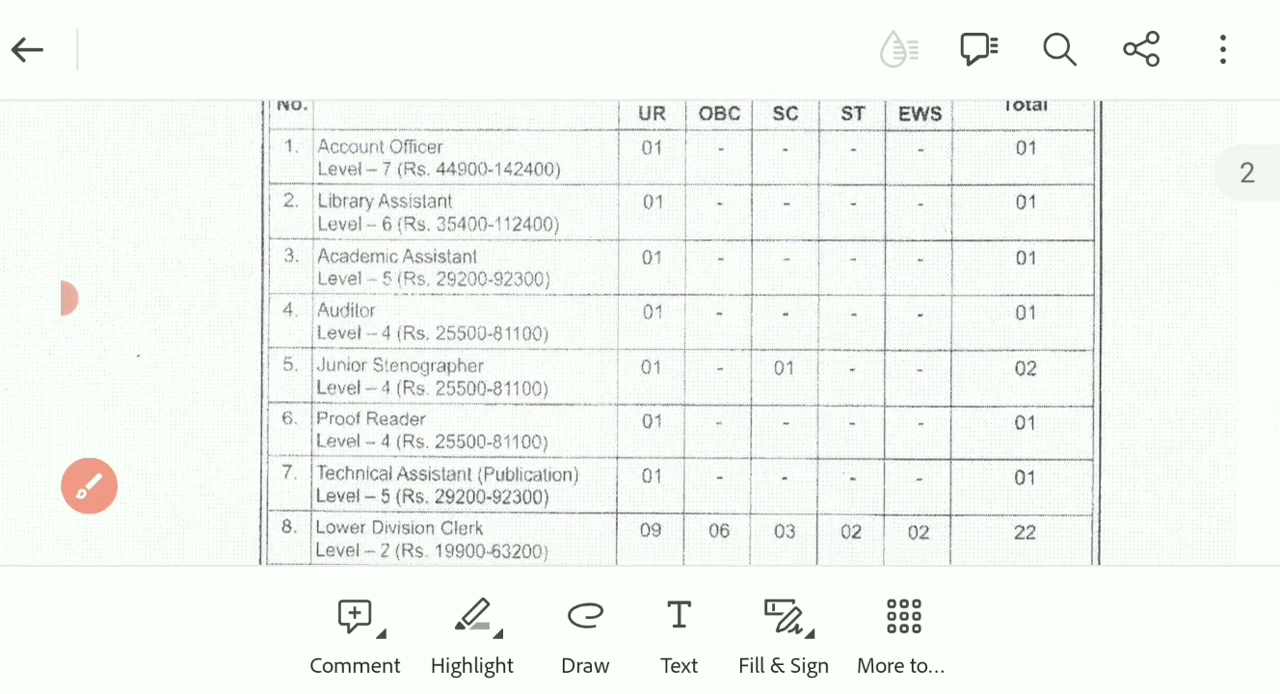 No. UR OBC SC ST EWS Total
1. Account Officer 01 - - - - 01
Level – 7 (Rs. 44900-142400)
2. Library Assistant 01 - - - - 01
Level – 6 (Rs. 35400-112400)
3. Academic Assistant 01 - - - - 01
Level – 5 (Rs. 29200-92300)
4. Auditor 01 - - - - 01
Level – 4 (Rs. 25500-81100)
5. Junior Stenographer 01 - 01 - - 02
Level – 4 (Rs. 25500-81100)
6. Proof Reader 01 - - - - 01
Level – 4 (Rs. 25500-81100)
7. Technical Assistant (Publication) 01 - - - - 01
Level – 5 (Rs. 29200-92300)
8. Lower Division Clerk 09 06 03 02 02 22
Level – 2 (Rs. 19900-63200)
2
Comment Highlight Draw Text Fill & Sign More to...